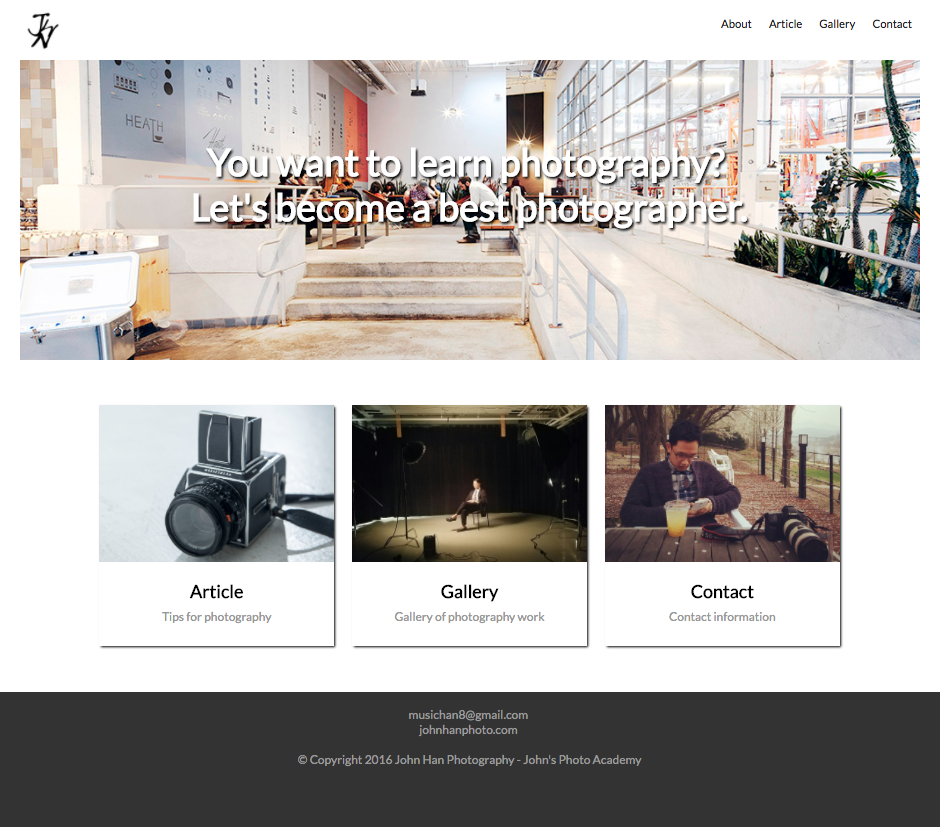 About Article Gallery Contact
HEATH
You want to learn photography?
Let's become a best photographer.
Article
Tips for photography
Gallery
Gallery of photography work
Contact
Contact information
musichan8@gmail.com
johnhanphoto.com
© Copyright 2016 John Han Photography - John's Photo Academy